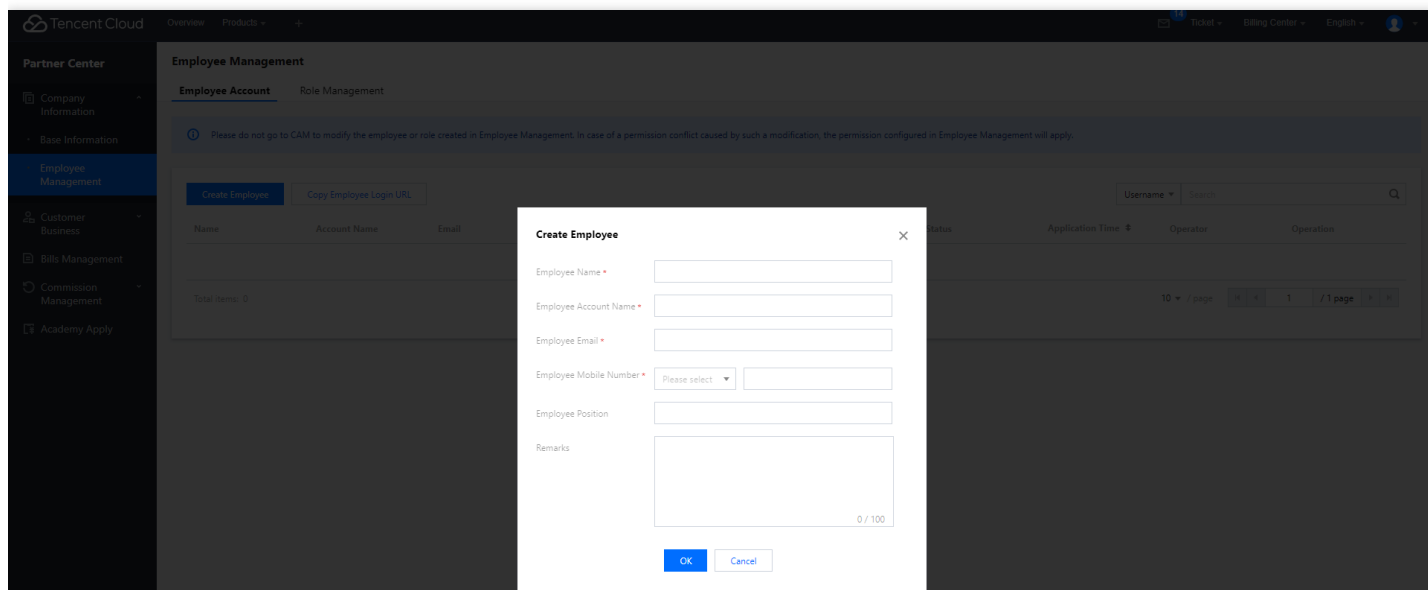 Tencent Cloud Overview Products + 14 Ticket Billing Center English
Partner Center
Company
Information
Base Information
Employee
Management
Customer
Business
Bills Management
Commission
Management
Academy Apply
Employee Management
Employee Account Role Management
Please do not go to CAM to modify the employee or role created in Employee Management. In case of a permission conflict caused by such a modification, the permission configured in Employee Management will apply.
Create Employee Copy Employee Login URL Username Search
Name Account Name Email Status Application Time Operator Operation
Total items: 0 10 / page 1 / 1 page
Create Employee
Employee Name *
Employee Account Name *
Employee Email *
Employee Mobile Number * Please select
Employee Position
Remarks
0 / 100
OK Cancel